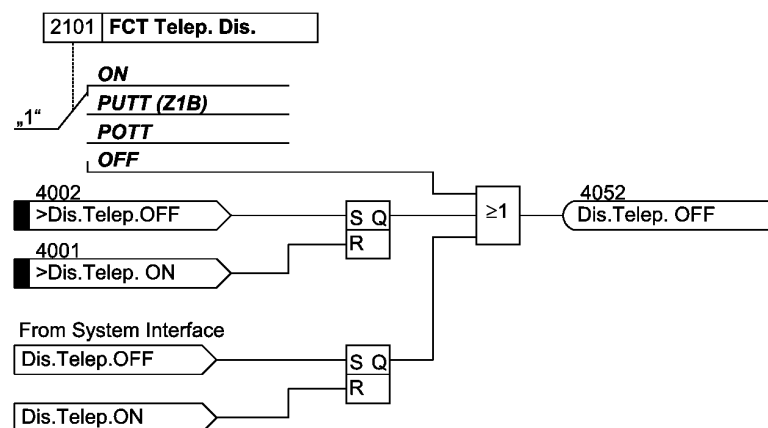 2101 FCT Telep. Dis.
ON
PUTT (Z1B)
„1“
POTT
OFF
4002
>Dis.Telep.OFF
S Q
R
≥1
4052
Dis.Telep. OFF
4001
>Dis.Telep. ON
From System Interface
Dis.Telep.OFF
S Q
R
Dis.Telep.ON